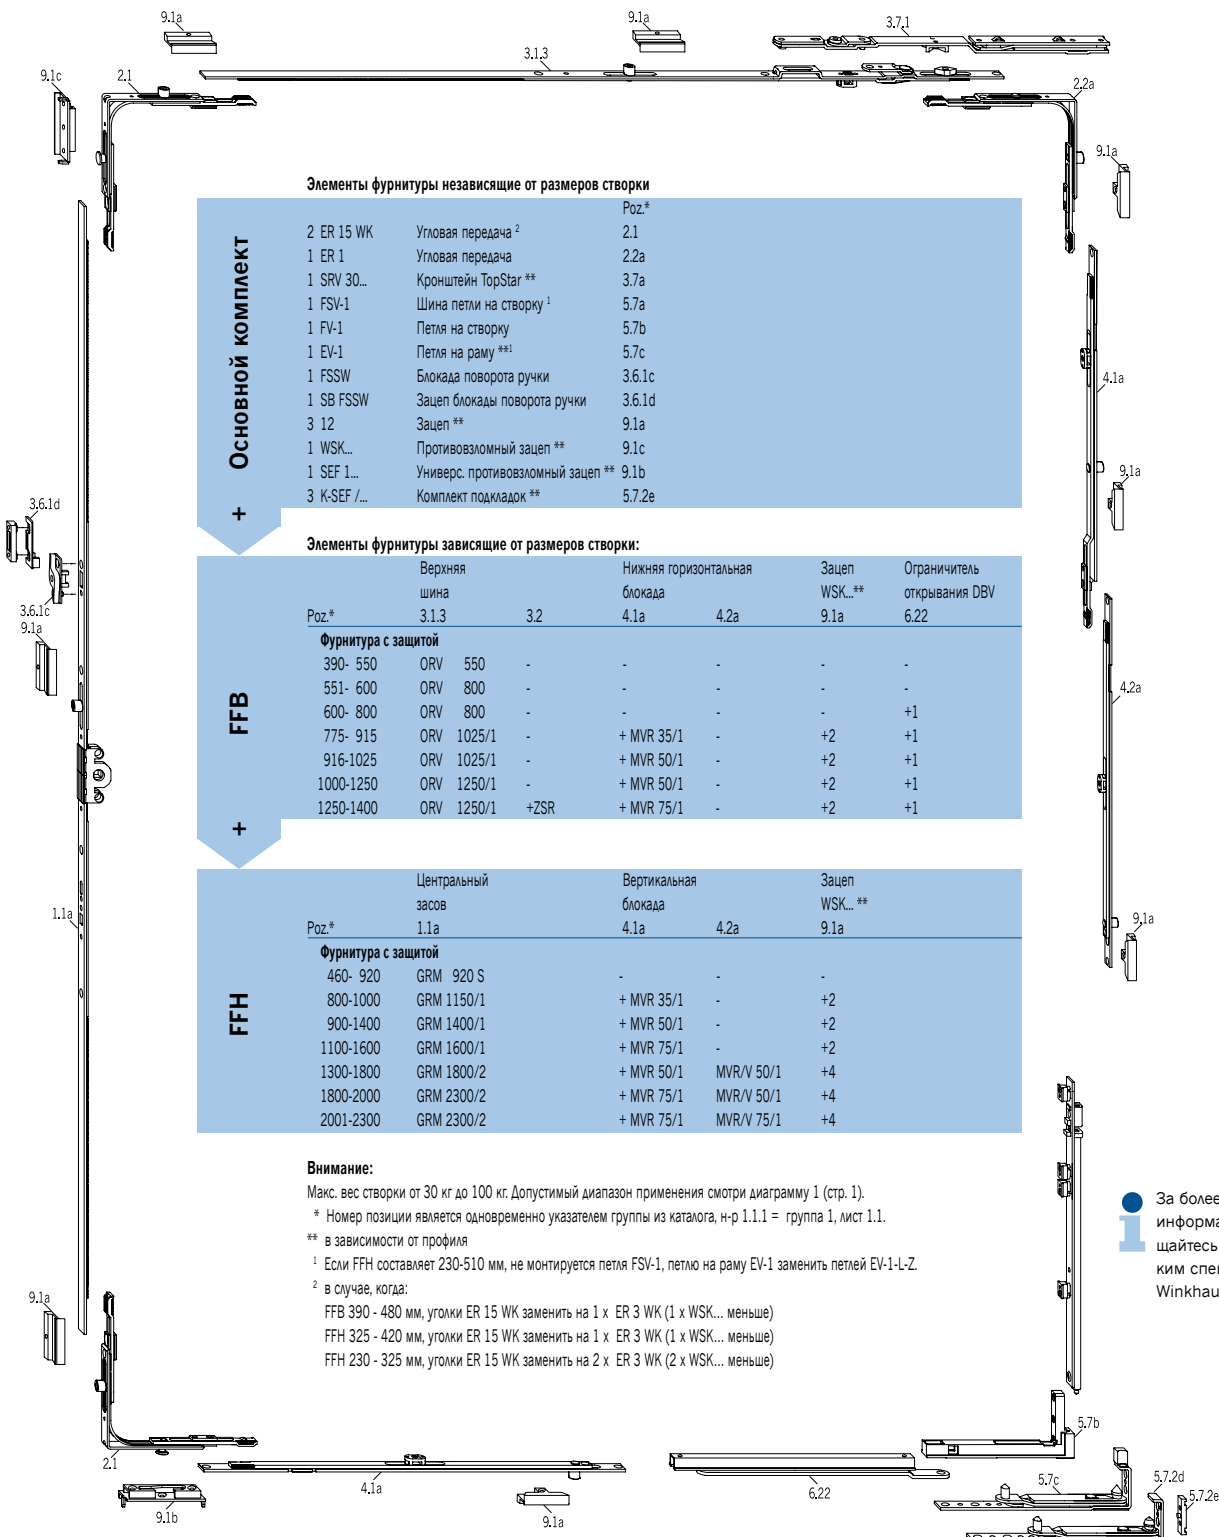 9.1a
9.1a
3.7.1
3.1.3
9.1c
2.1
2.2a
9.1a
Элементы фурнитуры независящие от размеров створки
Основной комплект
+
Poz.*
2 ER 15 WK Угловая передача ² 2.1
1 ER 1 Угловая передача 2.2a
1 SRV 30... Кронштейн TopStar ** 3.7a
1 FSV-1 Шина петли на створку ¹ 5.7a
1 FV-1 Петля на створку 5.7b
1 EV-1 Петля на раму **¹ 5.7c
1 FSSW Блокада поворота ручки 3.6.1c
1 SB FSSW Зацеп блокады поворота ручки 3.6.1d
3 12 Зацеп ** 9.1a
1 WSK... Противовзломный зацеп ** 9.1c
1 SEF 1... Универс. противовзломный зацеп ** 9.1b
3 K-SEF /... Комплект подкладок ** 5.7.2e
4.1a
9.1a
3.6.1d
3.6.1c
9.1a
4.2a
Элементы фурнитуры зависящие от размеров створки:
FFB
+
Верхняя Нижняя горизонтальная Зацеп Ограничитель
шина блокада WSK...** открывания DBV
Poz.* 3.1.3 3.2 4.1a 4.2a 9.1a 6.22
Фурнитура с защитой
390- 550 ORV 550 - - - - -
551- 600 ORV 800 - - - - -
600- 800 ORV 800 - - - - +1
775- 915 ORV 1025/1 - + MVR 35/1 - +2 +1
916-1025 ORV 1025/1 - + MVR 50/1 - +2 +1
1000-1250 ORV 1250/1 - + MVR 50/1 - +2 +1
1250-1400 ORV 1250/1 +ZSR + MVR 75/1 - +2 +1
1.1a
9.1a
FFH
Центральный Вертикальная Зацеп
засов блокада WSK... **
Poz.* 1.1a 4.1a 4.2a 9.1a
Фурнитура с защитой
460- 920 GRM 920 S - - -
800-1000 GRM 1150/1 + MVR 35/1 - +2
900-1400 GRM 1400/1 + MVR 50/1 - +2
1100-1600 GRM 1600/1 + MVR 75/1 - +2
1300-1800 GRM 1800/2 + MVR 50/1 MVR/V 50/1 +4
1800-2000 GRM 2300/2 + MVR 75/1 MVR/V 50/1 +4
2001-2300 GRM 2300/2 + MVR 75/1 MVR/V 75/1 +4
Внимание:
Макс. вес створки от 30 кг до 100 кг. Допустимый диапазон применения смотри диаграмму 1 (стр. 1).
* Номер позиции является одновременно указателем группы из каталога, н-р 1.1.1 = группа 1, лист 1.1.
** в зависимости от профиля
¹ Если FFH составляет 230-510 мм, не монтируется петля FSV-1, петлю на раму EV-1 заменить петлей EV-1-L-Z.
² в случае, когда:
FFB 390 - 480 мм, уголки ER 15 WK заменить на 1 x ER 3 WK (1 x WSK... меньше)
FFH 325 - 420 мм, уголки ER 15 WK заменить на 1 x ER 3 WK (1 x WSK... меньше)
FFH 230 - 325 мм, уголки ER 15 WK заменить на 2 x ER 3 WK (2 x WSK... меньше)
За более
информа
щайтесь
ким спе
Winkhau
9.1a
2.1
9.1b
4.1a
9.1a
6.22
5.7b
5.7c
5.7.2d
5.7.2e